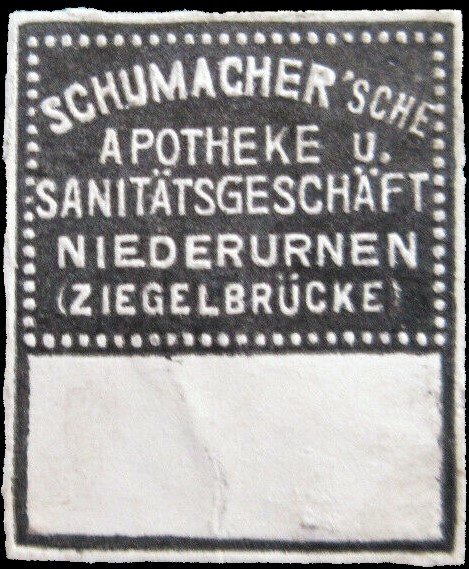 SCHUMACHER'SCHE
APOTHEKE U.
SANITÄTSGESCHÄFT
NIEDERURNEN
(ZIEGELBRÜCKE)